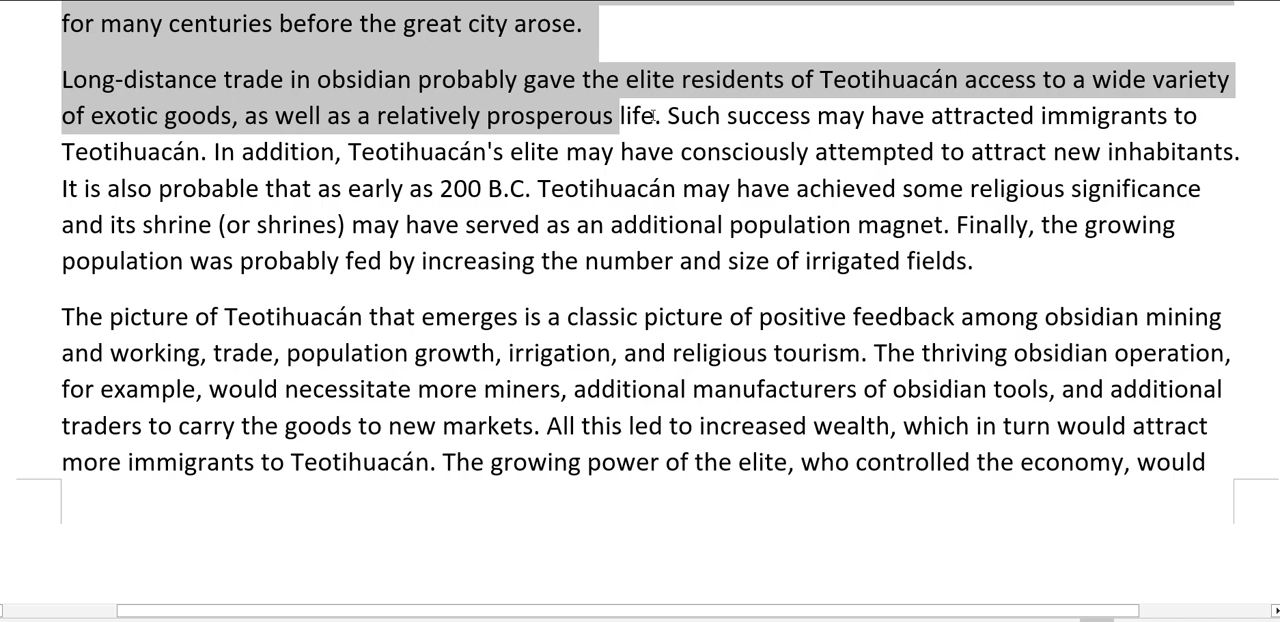 for many centuries before the great city arose.
Long-distance trade in obsidian probably gave the elite residents of Teotihuacán access to a wide variety
of exotic goods, as well as a relatively prosperous life. Such success may have attracted immigrants to
Teotihuacán. In addition, Teotihuacán's elite may have consciously attempted to attract new inhabitants.
It is also probable that as early as 200 B.C. Teotihuacán may have achieved some religious significance
and its shrine (or shrines) may have served as an additional population magnet. Finally, the growing
population was probably fed by increasing the number and size of irrigated fields.
The picture of Teotihuacán that emerges is a classic picture of positive feedback among obsidian mining
and working, trade, population growth, irrigation, and religious tourism. The thriving obsidian operation,
for example, would necessitate more miners, additional manufacturers of obsidian tools, and additional
traders to carry the goods to new markets. All this led to increased wealth, which in turn would attract
more immigrants to Teotihuacán. The growing power of the elite, who controlled the economy, would